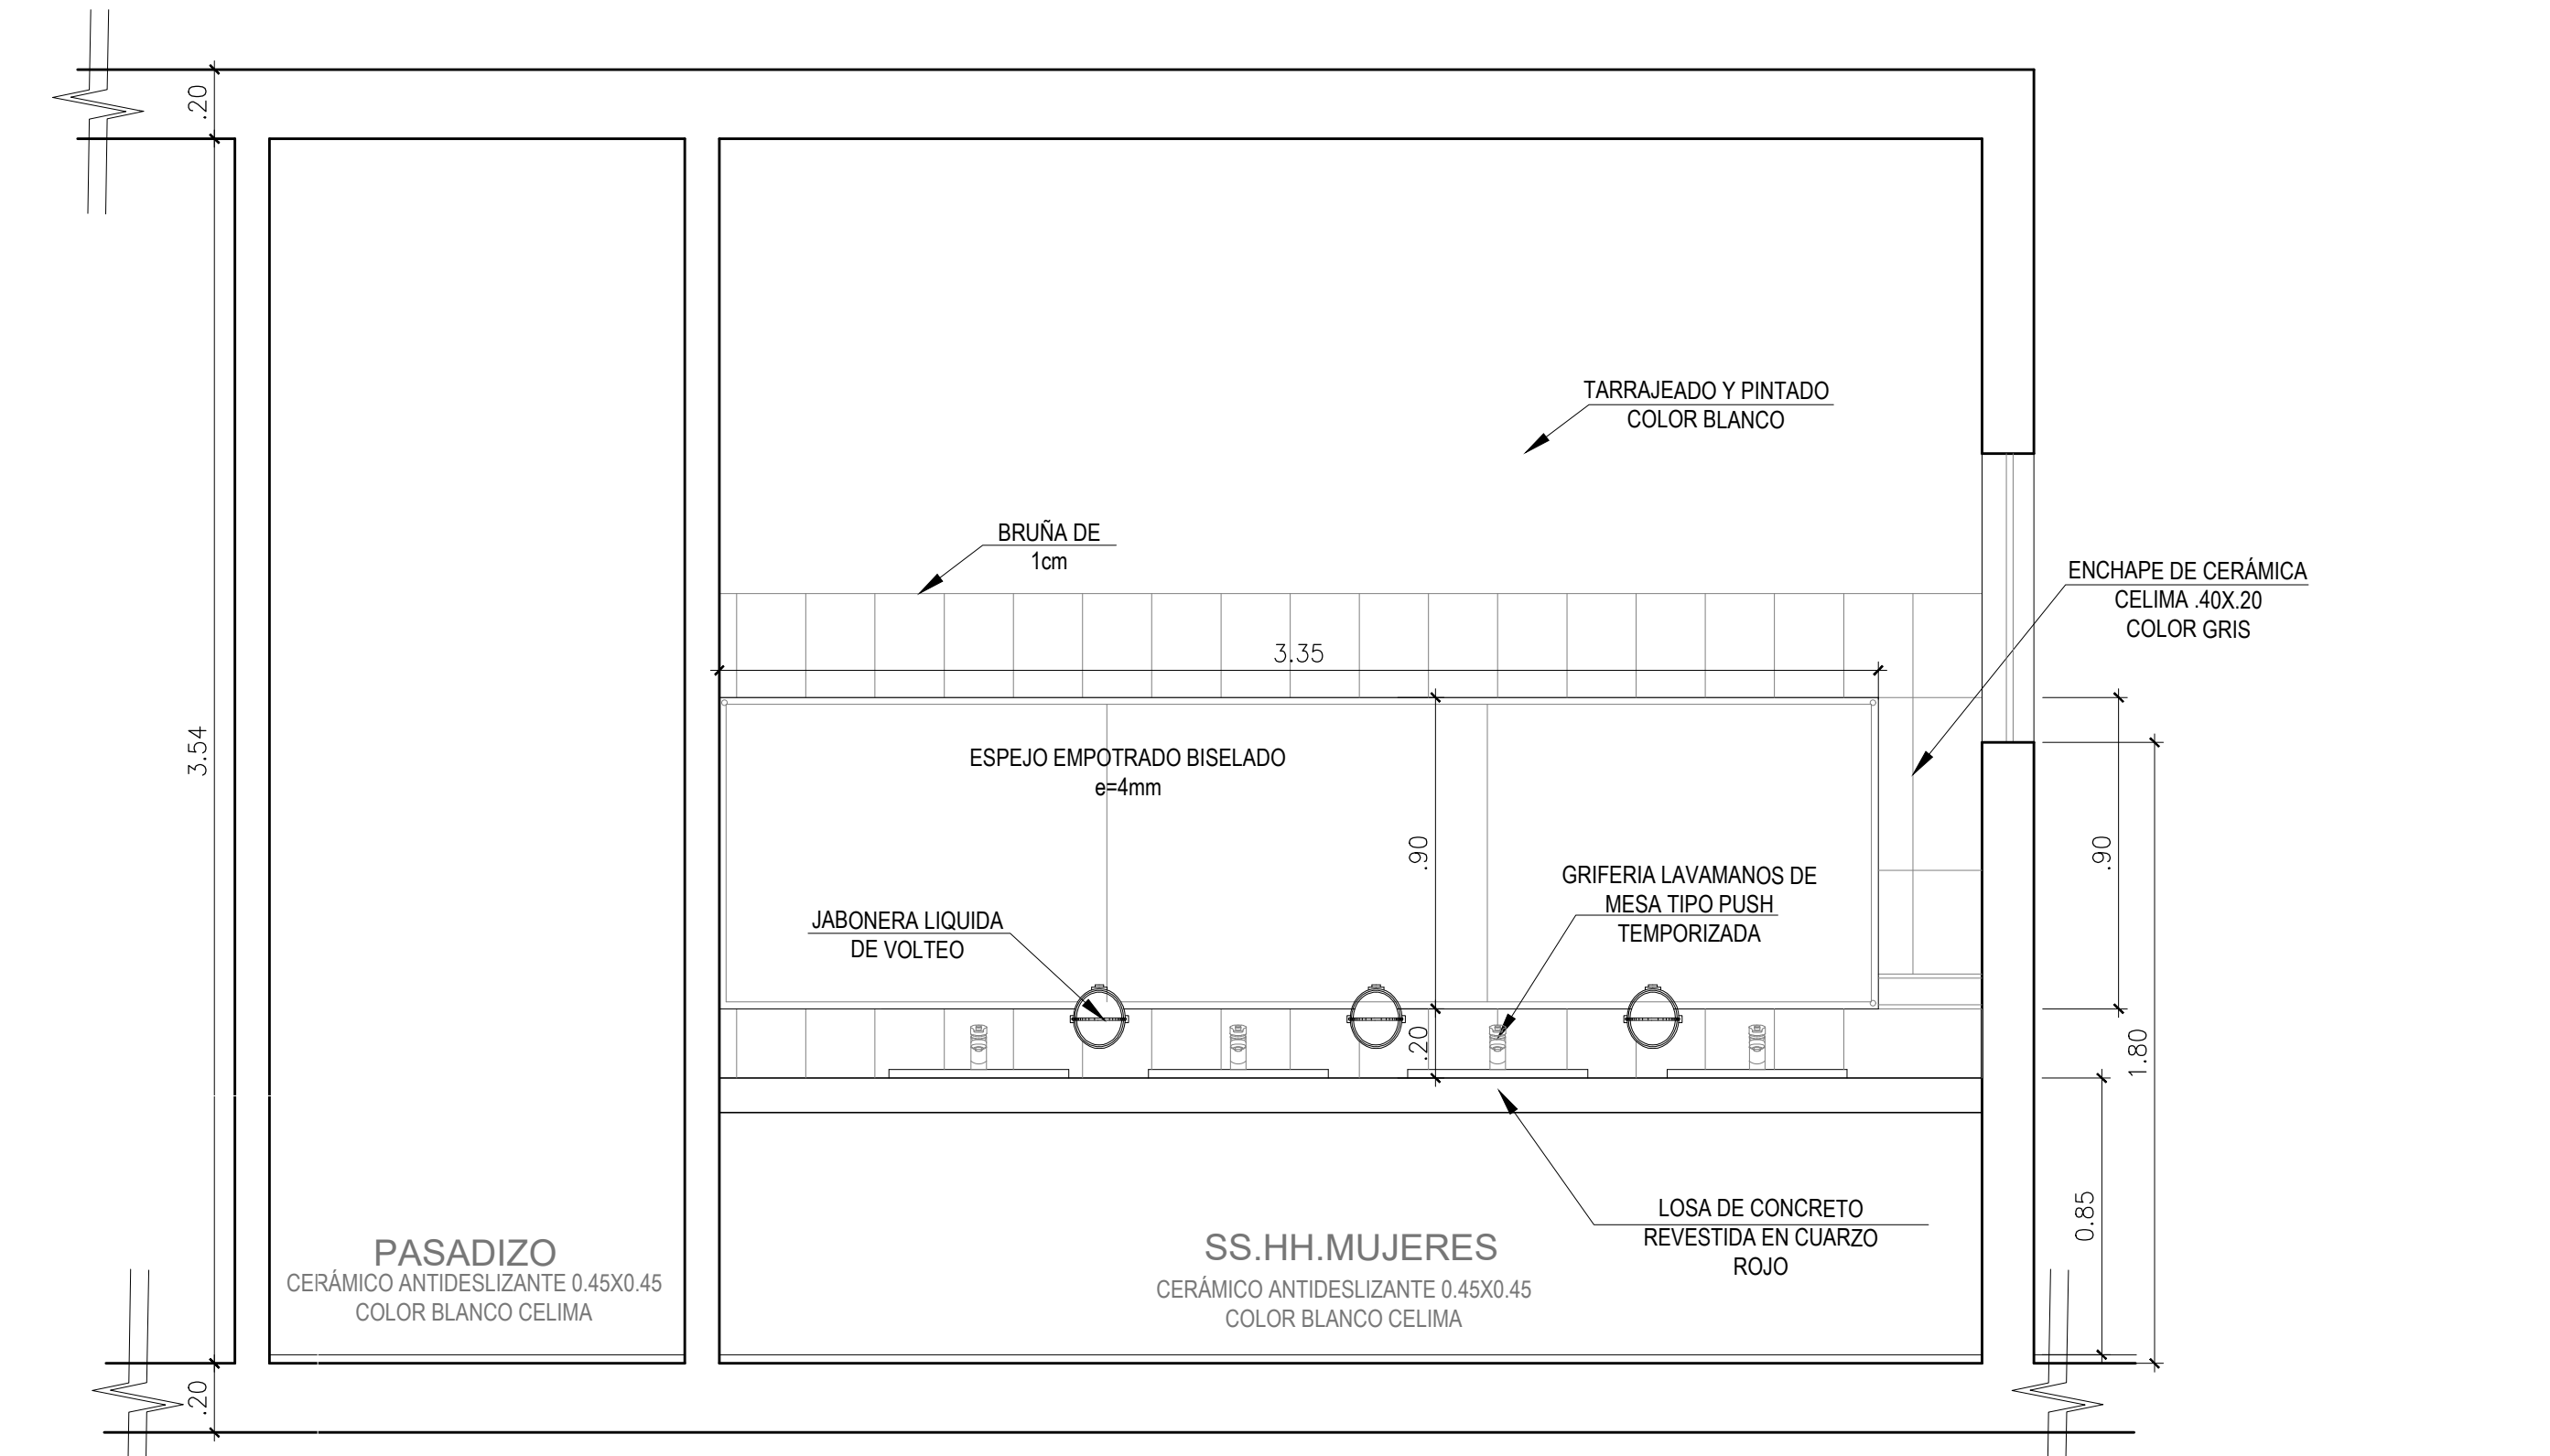 .20
TARRAJEADO Y PINTADO
COLOR BLANCO
BRUÑA DE
1cm
ENCHAPE DE CERÁMICA
CELIMA .40X.20
COLOR GRIS
3.35
3.54
ESPEJO EMPOTRADO BISELADO
e=4mm
.90
.90
GRIFERIA LAVAMANOS DE
MESA TIPO PUSH
TEMPORIZADA
JABONERA LIQUIDA
DE VOLTEO
.20
1.80
0.85
LOSA DE CONCRETO
REVESTIDA EN CUARZO
ROJO
PASADIZO
CERÁMICO ANTIDESLIZANTE 0.45X0.45
COLOR BLANCO CELIMA
SS.HH.MUJERES
CERÁMICO ANTIDESLIZANTE 0.45X0.45
COLOR BLANCO CELIMA
.20